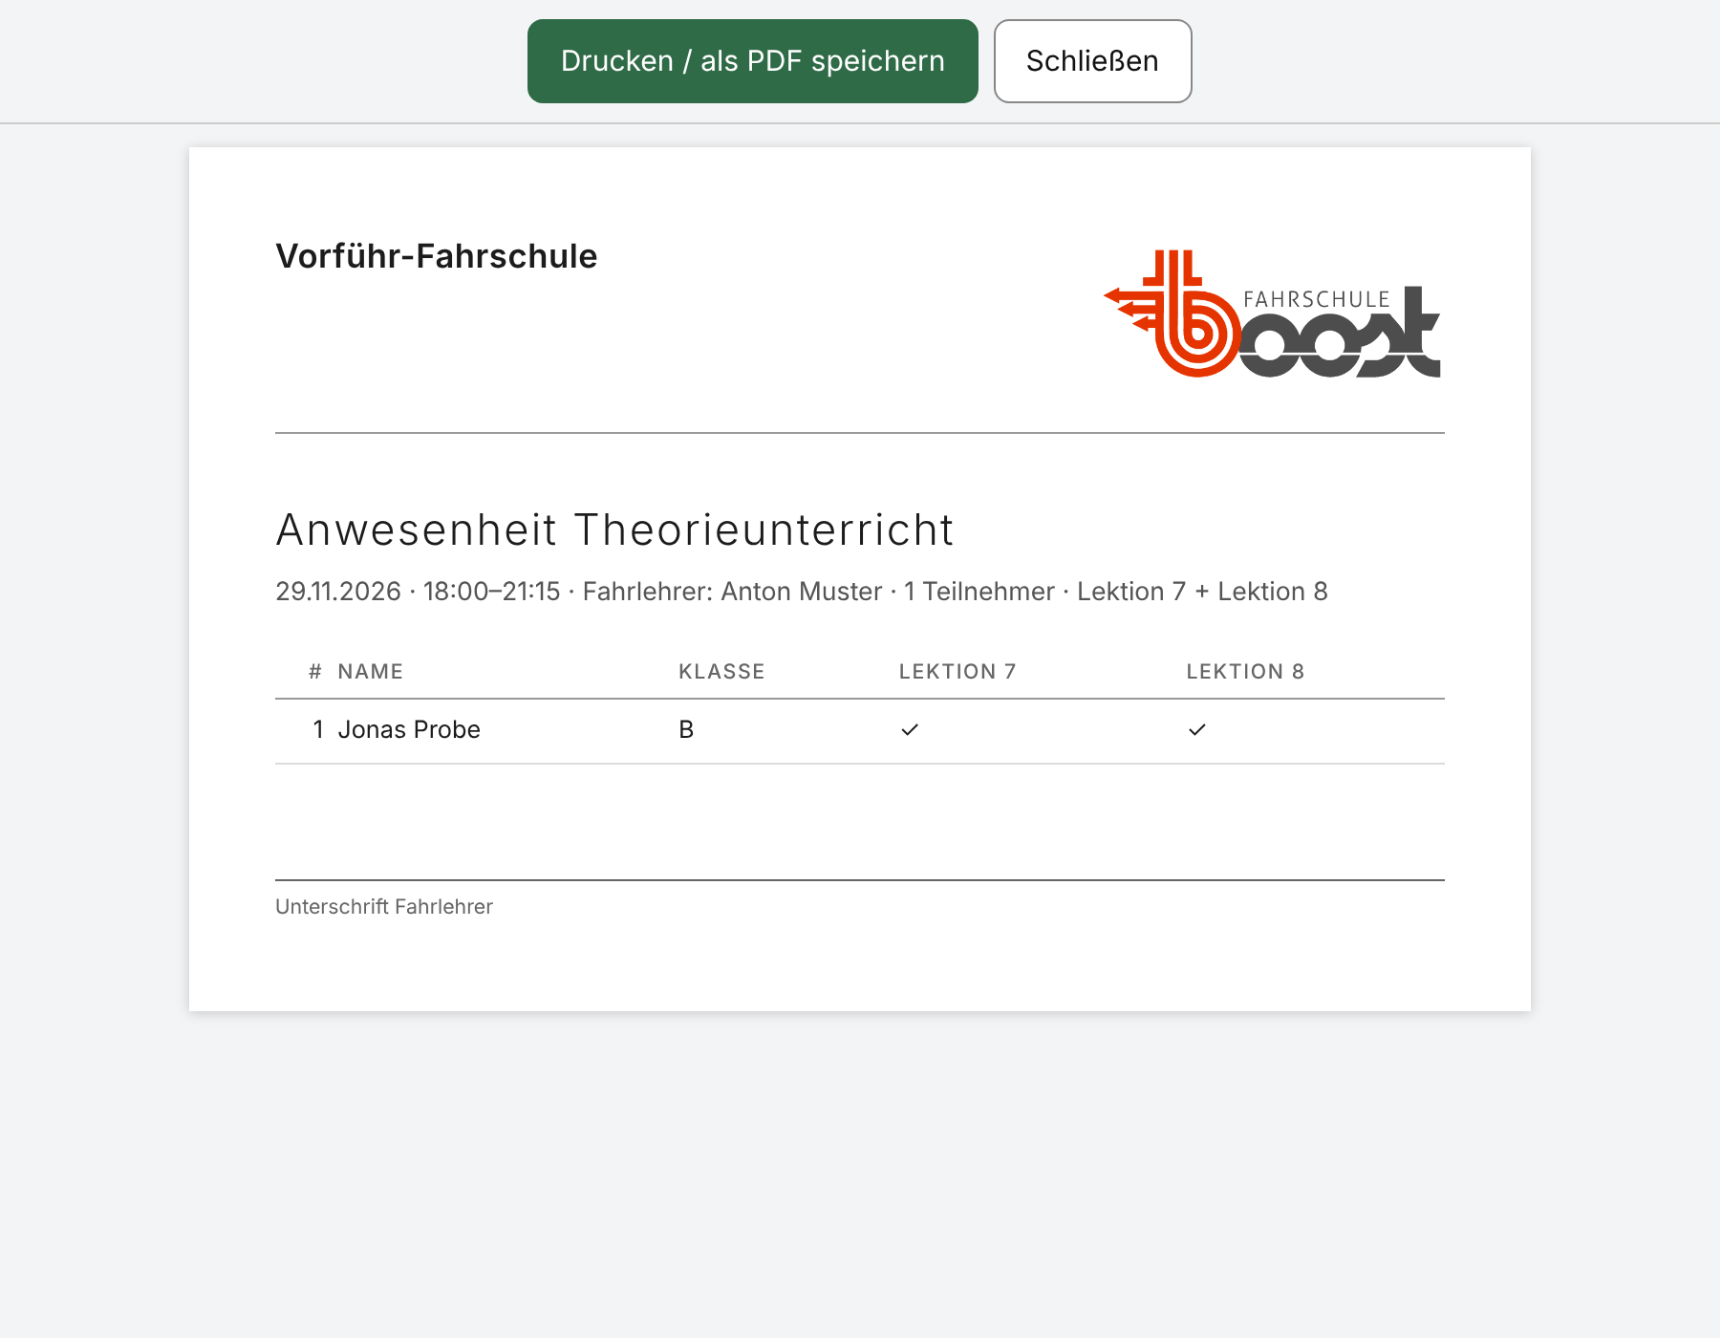 Drucken / als PDF speichern
Schließen
Vorführ-Fahrschule
FAHRSCHULE
boost
Anwesenheit Theorieunterricht
29.11.2026 · 18:00–21:15 · Fahrlehrer: Anton Muster · 1 Teilnehmer · Lektion 7 + Lektion 8
# NAME KLASSE LEKTION 7 LEKTION 8
1 Jonas Probe B ✓ ✓
Unterschrift Fahrlehrer